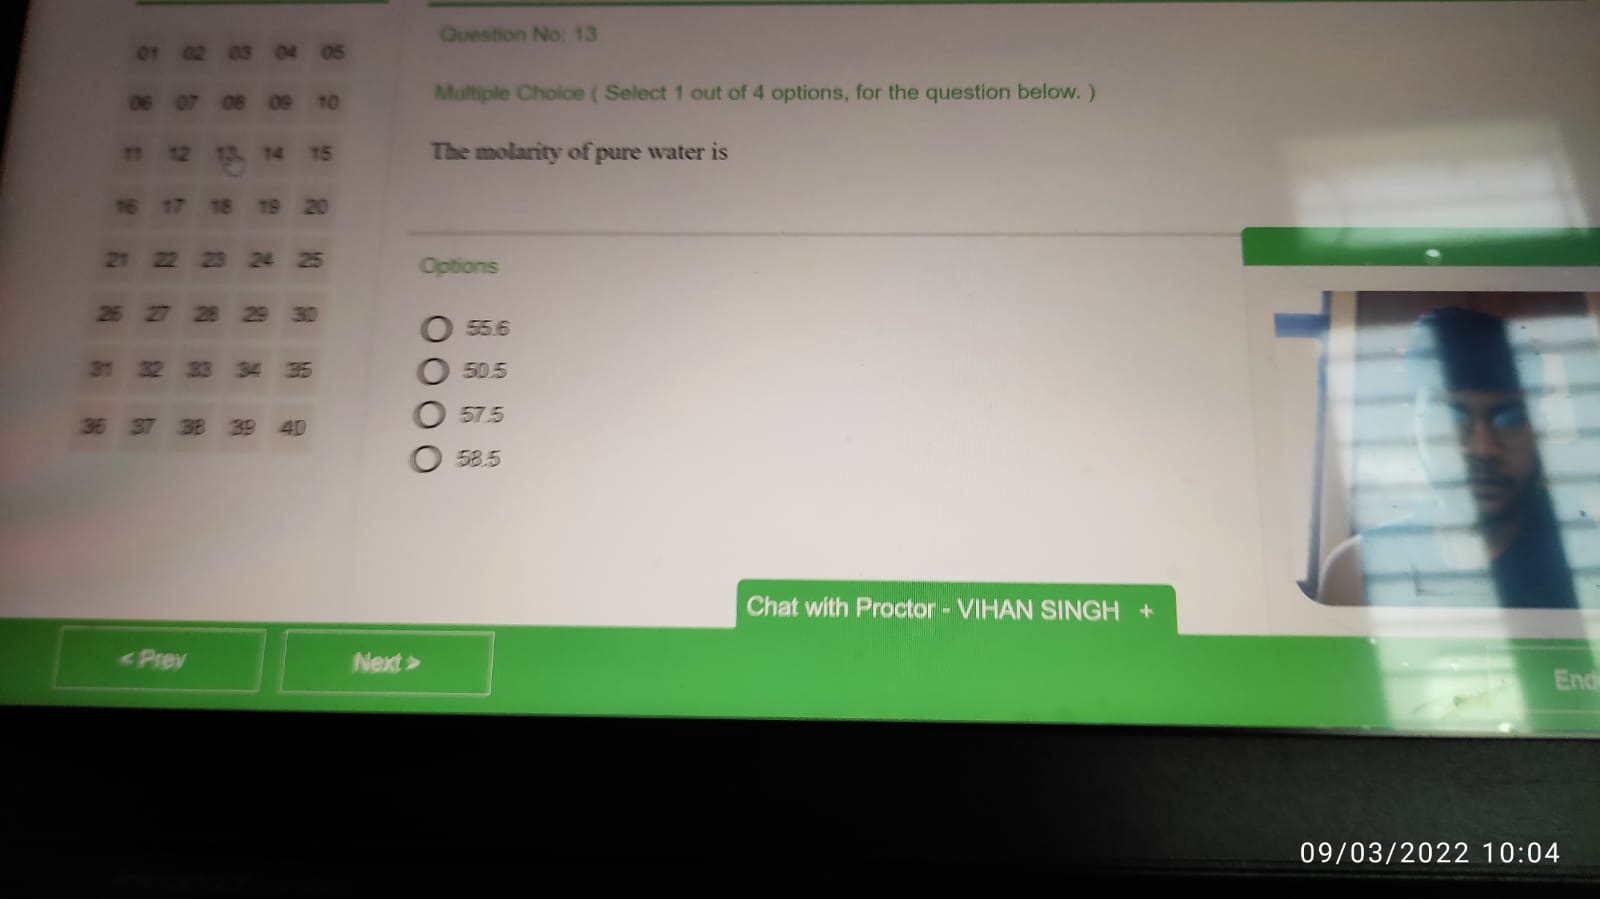 Question No: 13
Multiple Choice ( Select 1 out of 4 options, for the question below. )
The molarity of pure water is
01 02 03 04 05
06 07 08 09 10
11 12 13 14 15
16 17 18 19 20
21 22 23 24 25
26 27 28 29 30
31 32 33 34 35
36 37 38 39 40
Options
55.6
50.5
57.5
58.5
Chat with Proctor - VIHAN SINGH +
< Prev
Next >
End
09/03/2022 10:04